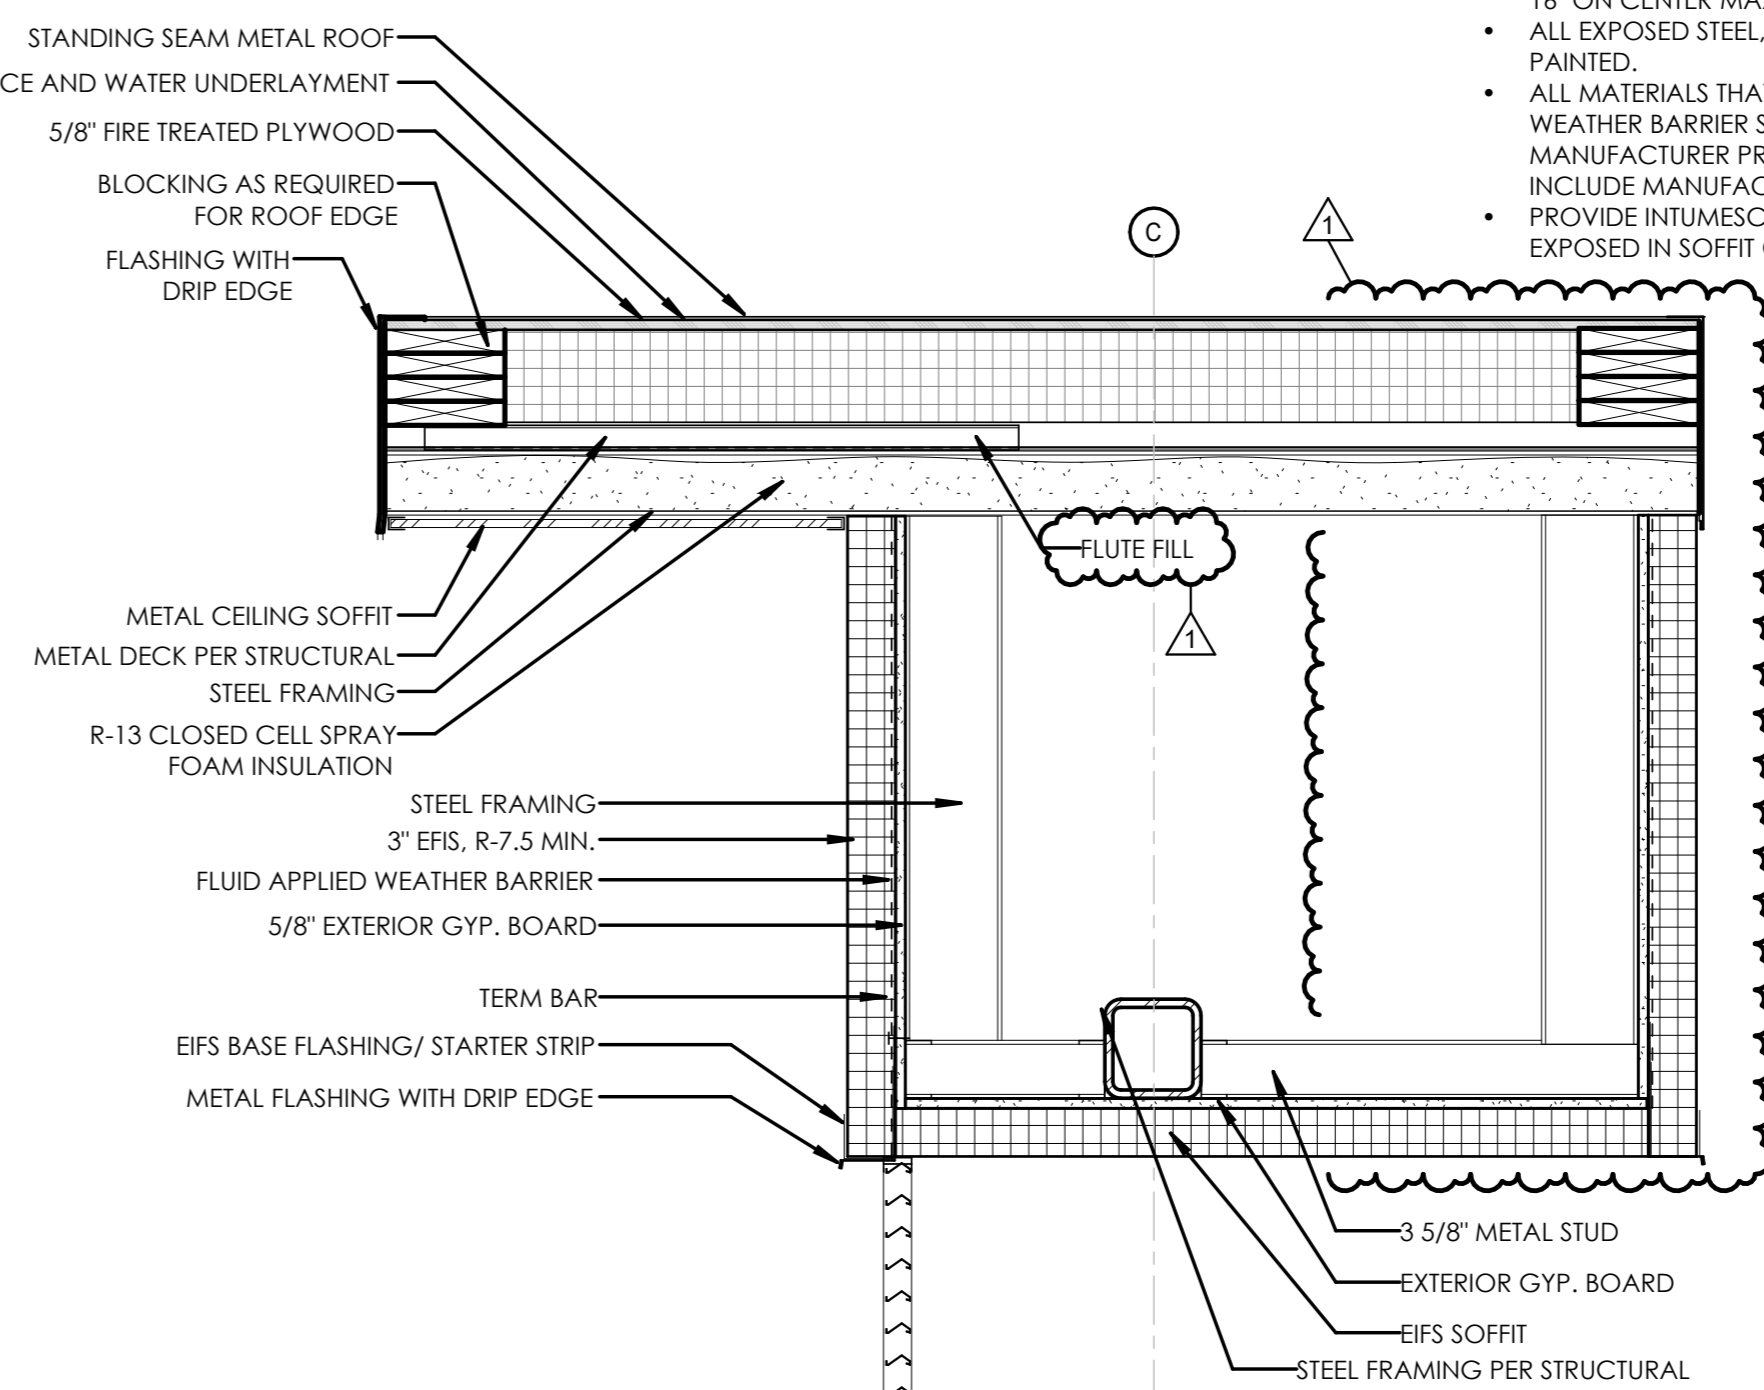 STANDING SEAM METAL ROOF
CE AND WATER UNDERLAYMENT
5/8" FIRE TREATED PLYWOOD
BLOCKING AS REQUIRED
FOR ROOF EDGE
FLASHING WITH
DRIP EDGE
ON CENTER
• ALL EXPOSED STEEL,
PAINTED.
• ALL MATERIALS
WEATHER BARRIER
MANUFACTURER
INCLUDE
• PROVIDE
EXPOSED IN SOFFIT
C
1
FLUTE FILL
1
METAL CEILING SOFFIT
METAL DECK PER STRUCTURAL
STEEL FRAMING
R-13 CLOSED CELL SPRAY
FOAM INSULATION
STEEL FRAMING
3" EFIS, R-7.5 MIN.
FLUID APPLIED WEATHER BARRIER
5/8" EXTERIOR GYP. BOARD
TERM BAR
EIFS BASE FLASHING/ STARTER STRIP
METAL FLASHING WITH DRIP EDGE
3 5/8" METAL STUD
EXTERIOR GYP. BOARD
EIFS SOFFIT
STEEL FRAMING PER STRUCTURAL